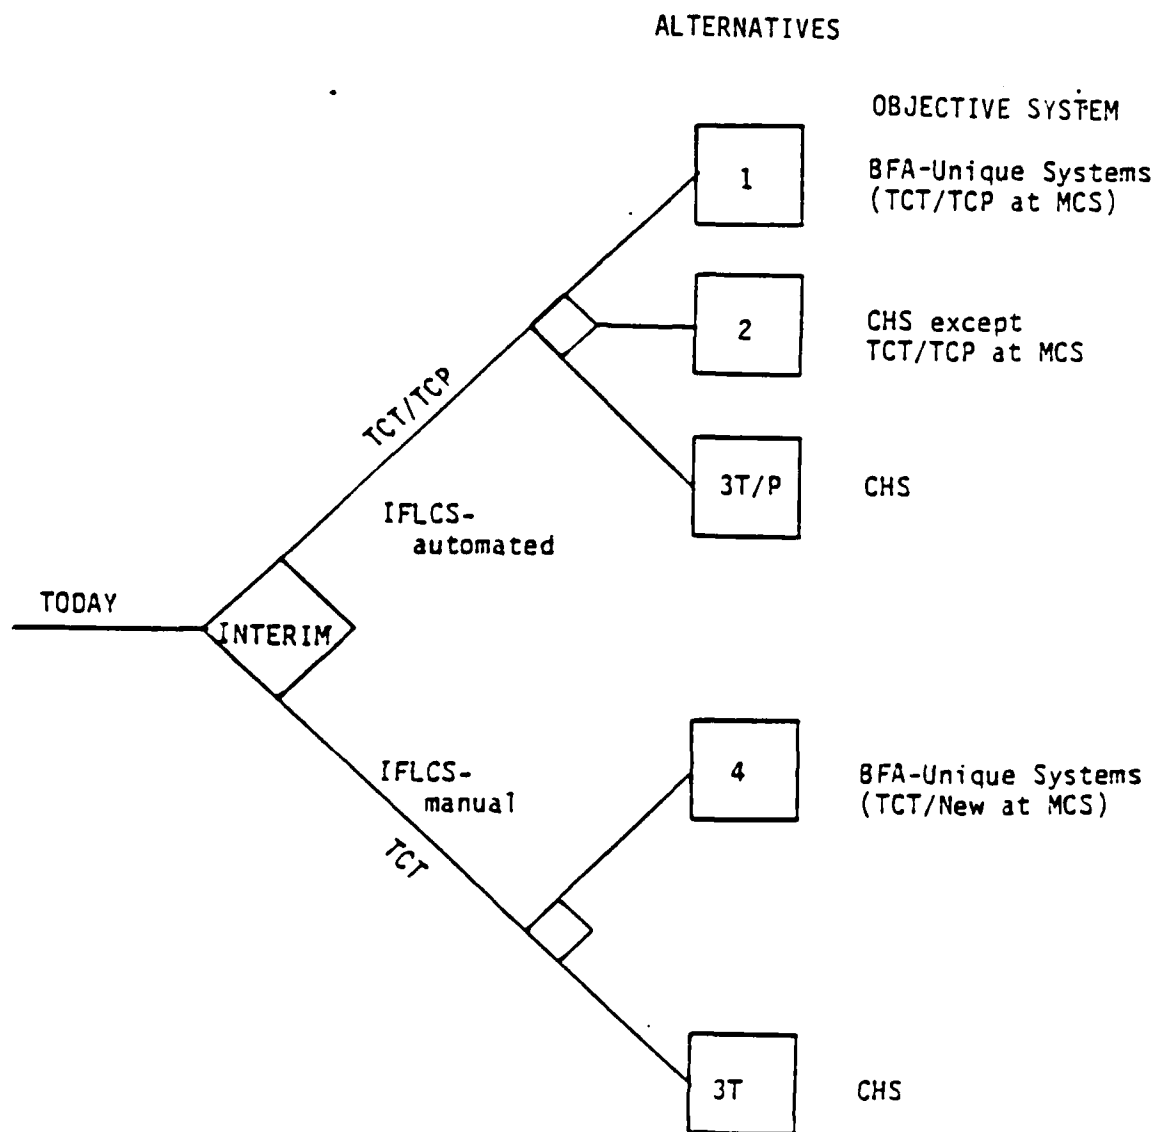 ALTERNATIVES
OBJECTIVE SYSTEM
1
BFA-Unique Systems
(TCT/TCP at MCS)
2
CHS except
TCT/TCP at MCS
TCT/TCP
3T/P
CHS
IFLCS-
automated
TODAY
INTERIM
IFLCS-
manual
TCT
4
BFA-Unique Systems
(TCT/New at MCS)
3T
CHS